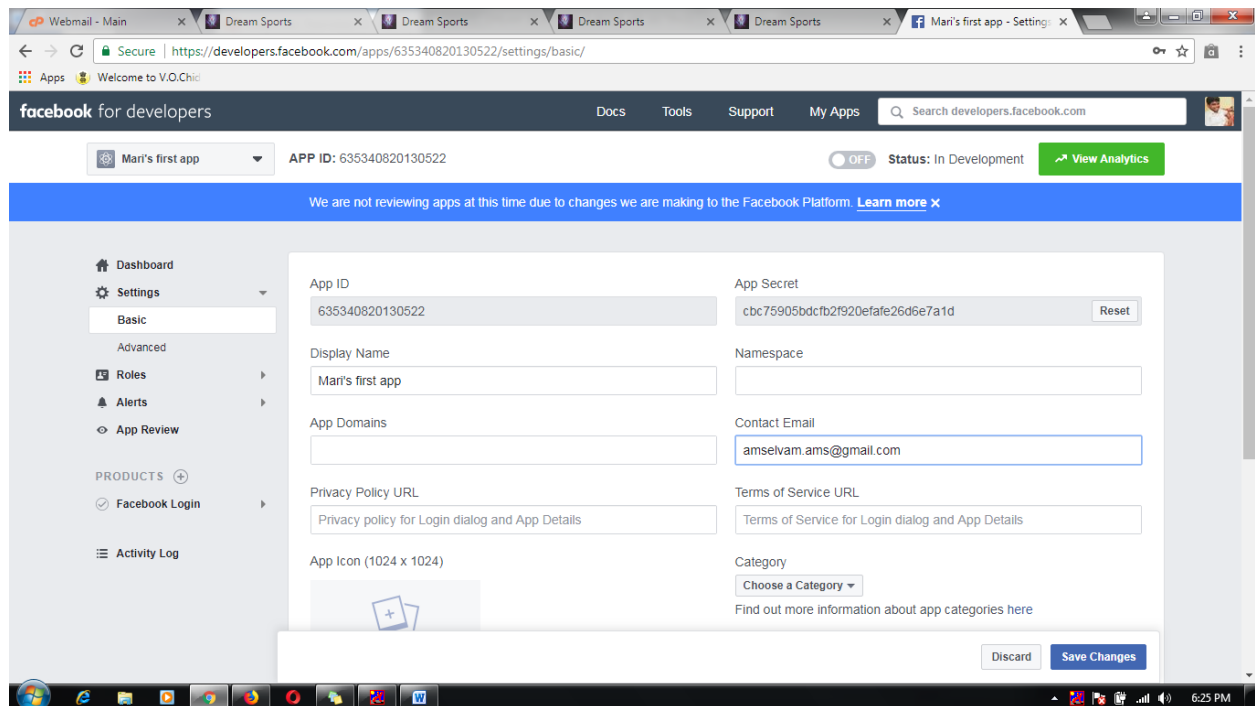 Webmail - Main
Dream Sports
Dream Sports
Dream Sports
Dream Sports
Mari's first app - Setting
Secure | https://developers.facebook.com/apps/635340820130522/settings/basic/
Apps Welcome to V.O.Chid
facebook for developers Docs Tools Support My Apps Search developers.facebook.com
Mari's first app APP ID: 635340820130522 OFF Status: In Development View Analytics
We are not reviewing apps at this time due to changes we are making to the Facebook Platform. Learn more
Dashboard
Settings
Basic
Advanced
Roles
Alerts
App Review
PRODUCTS
Facebook Login
Activity Log
App ID
635340820130522
App Secret
cbc75905bdcfb2f920efafe26d6e7a1d Reset
Display Name
Mari's first app
Namespace
App Domains
Contact Email
amselvam.ams@gmail.com
Privacy Policy URL
Privacy policy for Login dialog and App Details
Terms of Service URL
Terms of Service for Login dialog and App Details
App Icon (1024 x 1024)
Category
Choose a Category
Find out more information about app categories here
Discard Save Changes
6:25 PM